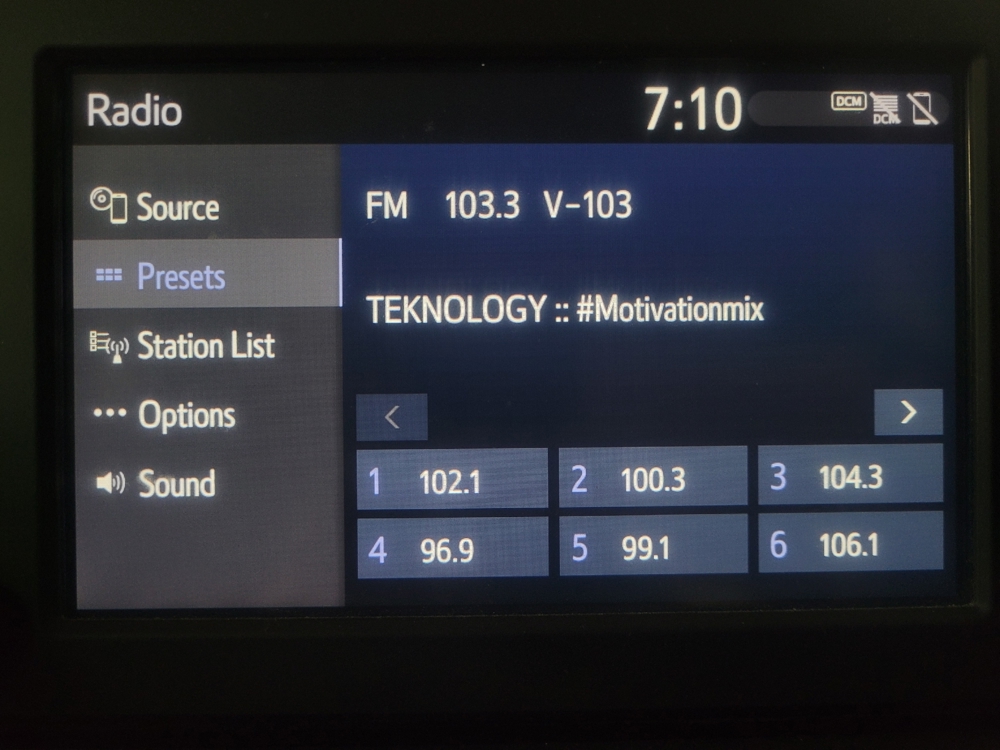 Radio 7:10 DCM DCM
Source
Presets
Station List
Options
Sound
FM 103.3 V-103
TEKNOLOGY :: #Motivationmix
1 102.1 2 100.3 3 104.3
4 96.9 5 99.1 6 106.1